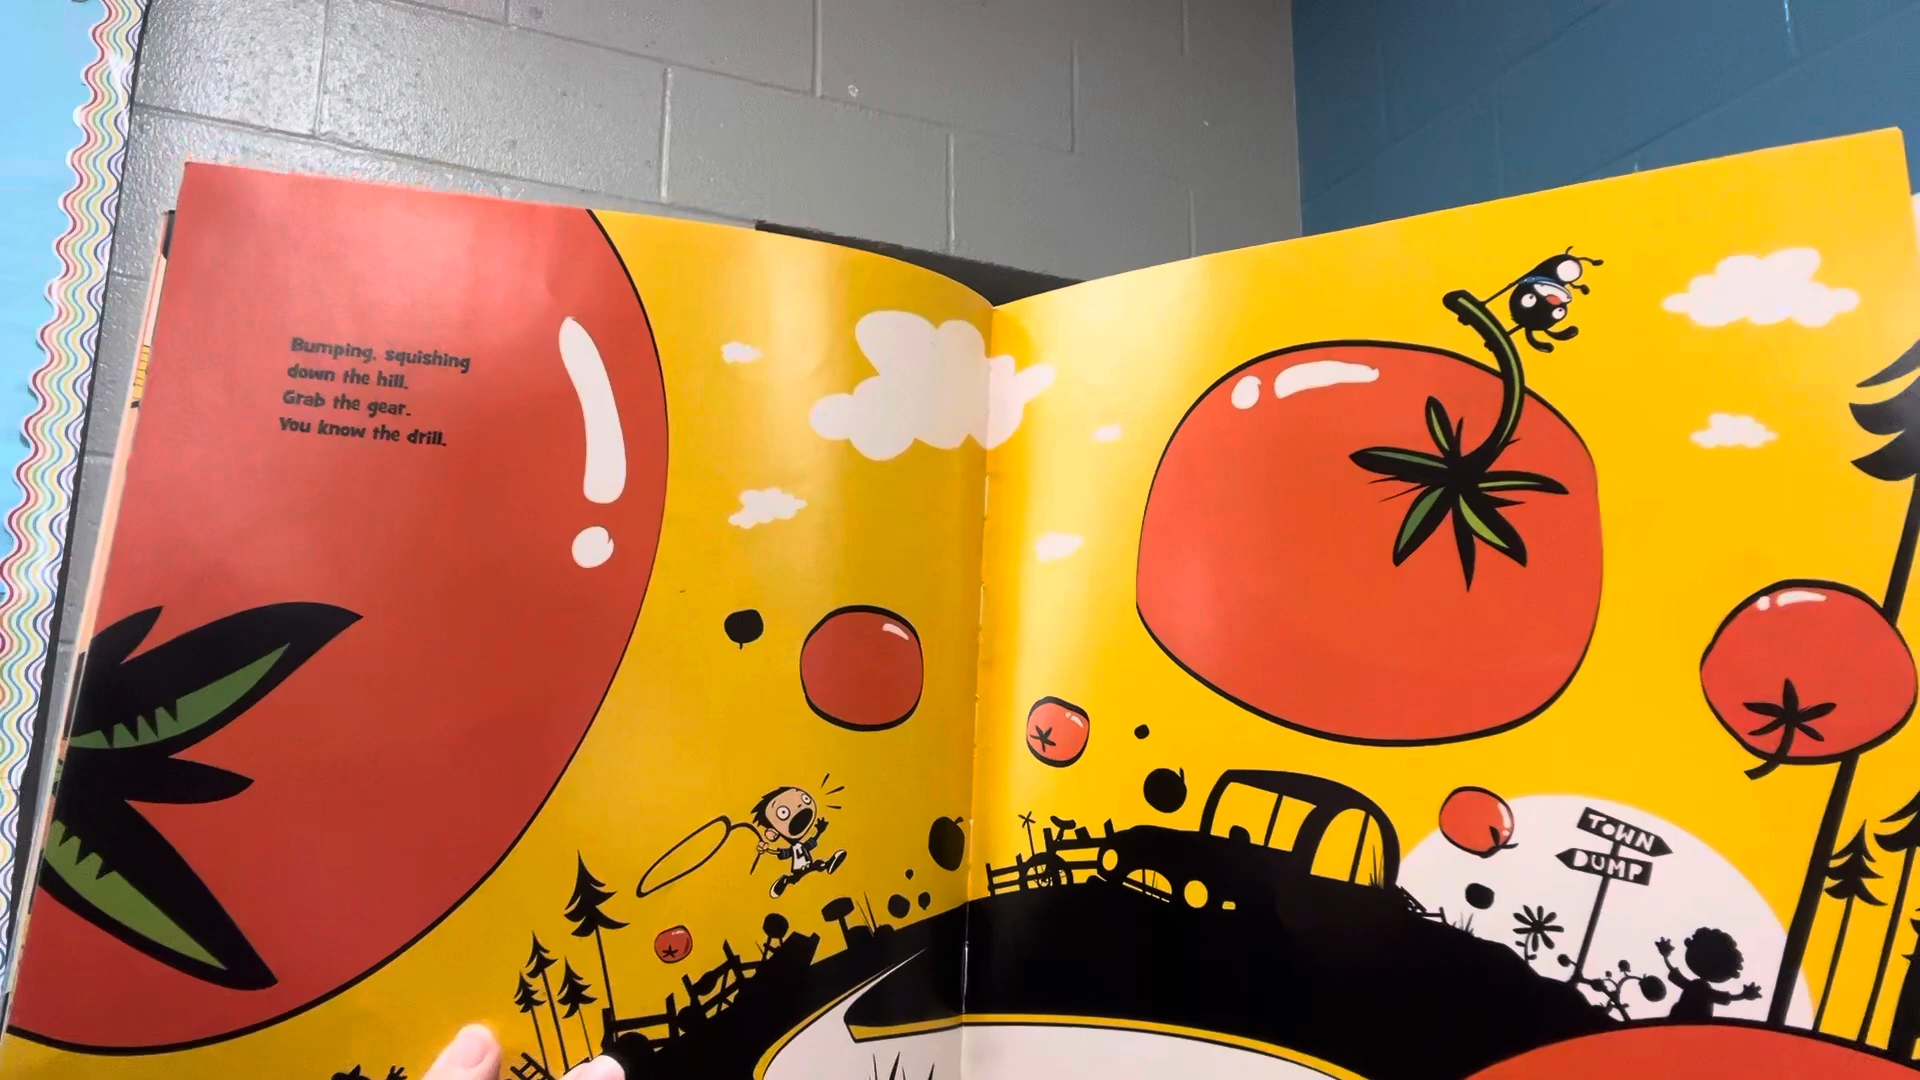 Bumping, squishing
down the hill.
Grab the gear.
You know the drill.
TOWN
DUMP